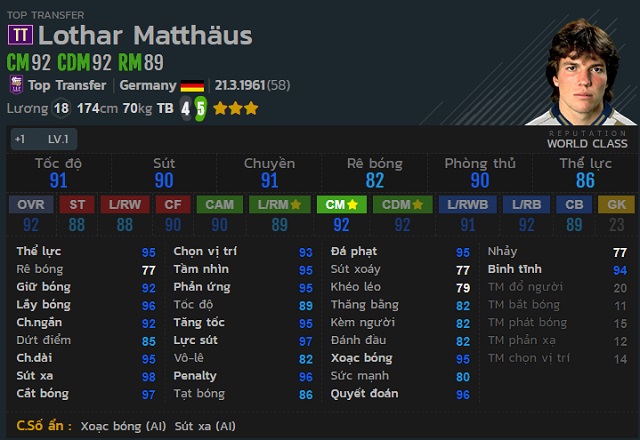 TOP TRANSFER
TT Lothar Matthäus
CM92 CDM92 RM89
Top Transfer Germany 21.3.1961(58)
Lương 18 174cm 70kg TB 4 5
REPUTATION
WORLD CLASS
+1 LV.1
Tốc độ Sút Chuyền Rê bóng Phòng thủ Thể lực
91 90 91 82 90 86
OVR ST L/RW CF CAM L/RM CM CDM L/RWB L/RB CB GK
92 88 88 90 90 89 92 92 91 92 89 23
Thể lực 95 Chọn vị trí 93 Đá phạt 95 Nhảy 77
Rê bóng 77 Tầm nhìn 95 Sút xoáy 77 Bình tĩnh 94
Giữ bóng 92 Phản ứng 95 Khéo léo 79 TM đổ người 20
Lấy bóng 96 Tốc độ 89 Thăng bằng 82 TM bắt bóng 11
Ch.ngắn 92 Tăng tốc 95 Kèm người 82 TM phát bóng 15
Dứt điểm 85 Lực sút 97 Đánh đầu 82 TM phản xạ 12
Ch.dài 95 Vô-lê 82 Xoạc bóng 95 TM chọn vị trí 14
Sút xa 98 Penalty 96 Sức mạnh 80
Cắt bóng 97 Tạt bóng 86 Quyết đoán 96
C.Số ẩn : Xoạc bóng (AI) Sút xa (AI)